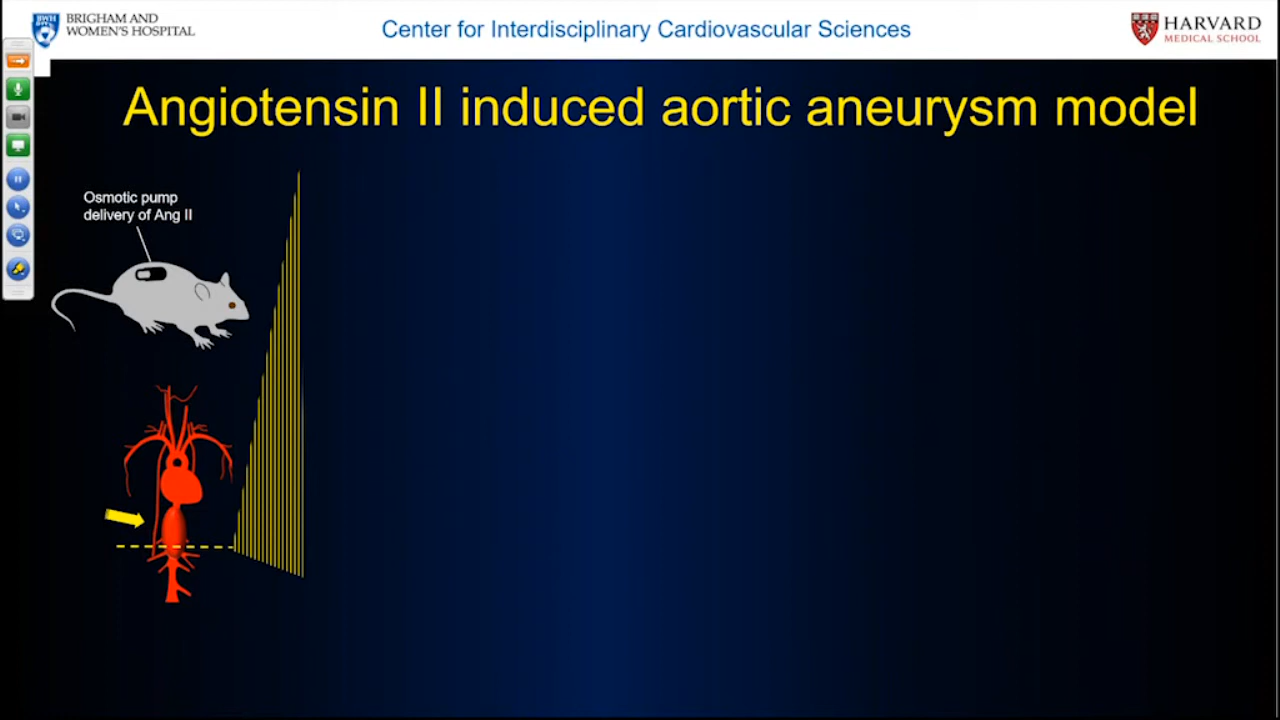 BWH
BRIGHAM AND
WOMEN'S HOSPITAL
Center for Interdisciplinary Cardiovascular Sciences
HARVARD
MEDICAL SCHOOL
Angiotensin II induced aortic aneurysm model
Osmotic pump
delivery of Ang II